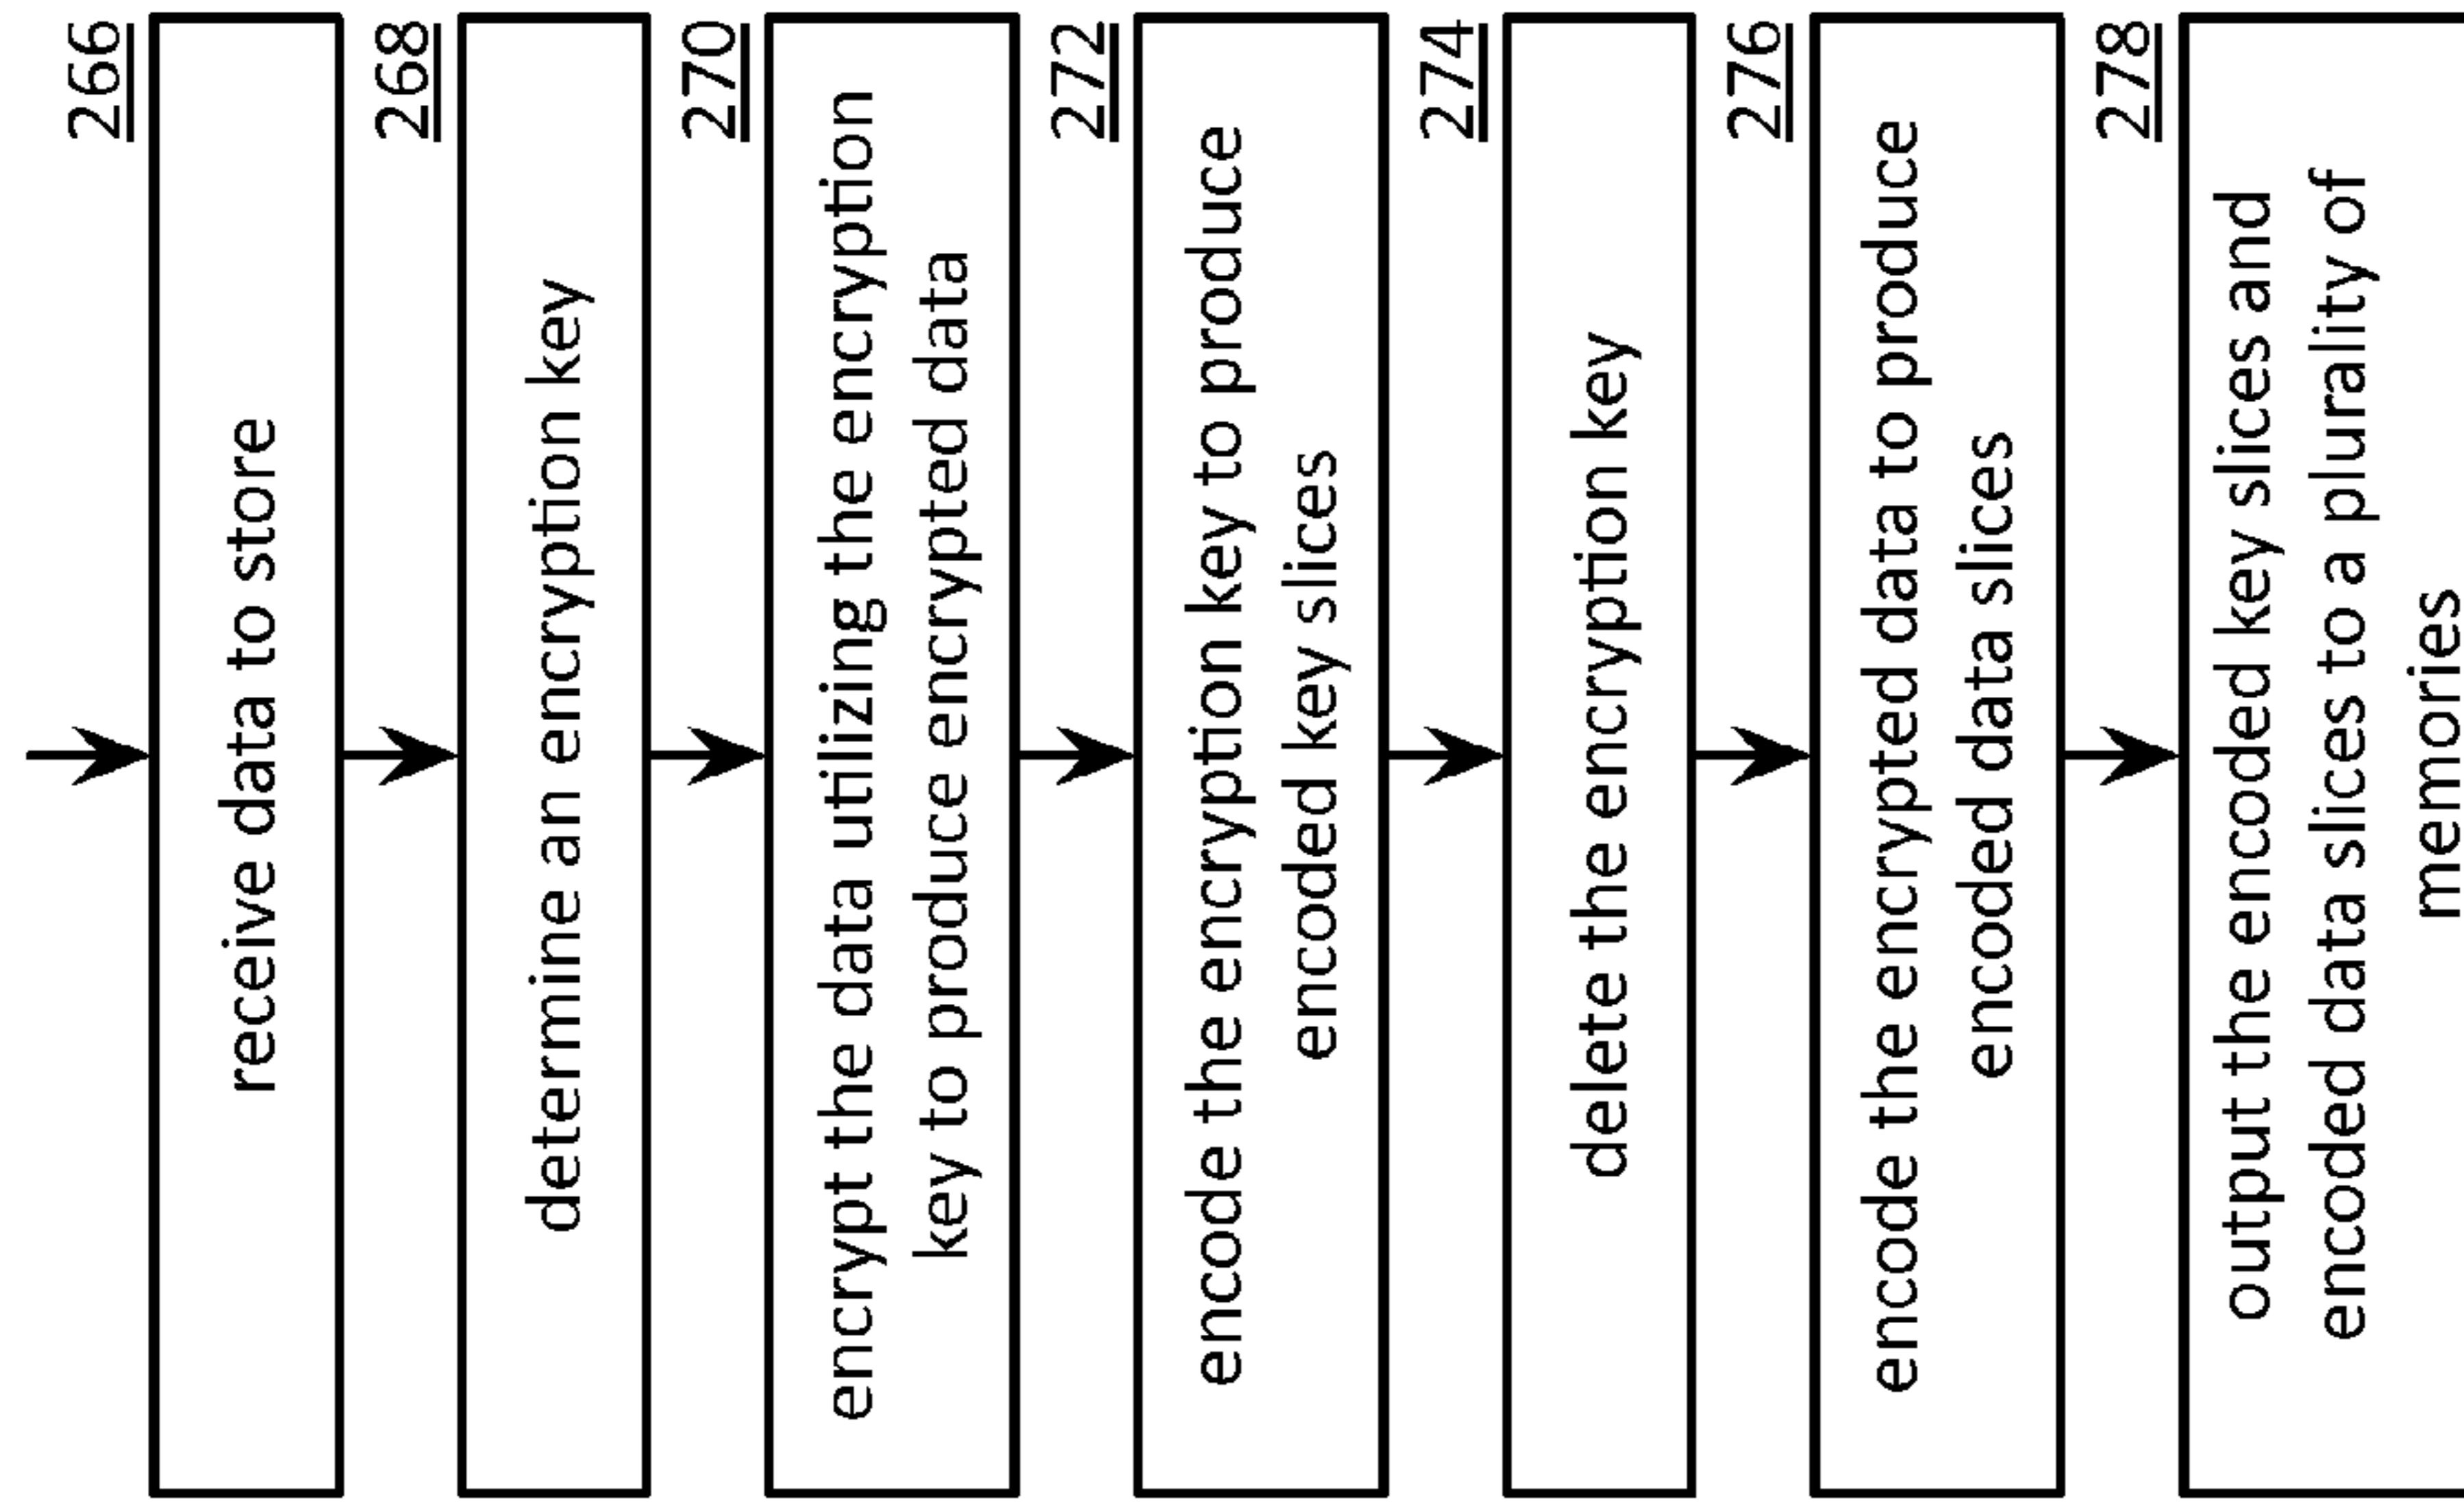 266
receive data to store
268
determine an encryption key
270
encrypt the data utilizing the encryption
key to produce encrypted data
272
encode the encryption key to produce
encoded key slices
274
delete the encryption key
276
encode the encrypted data to produce
encoded data slices
278
output the encoded key slices and
encoded data slices to a plurality of
memories